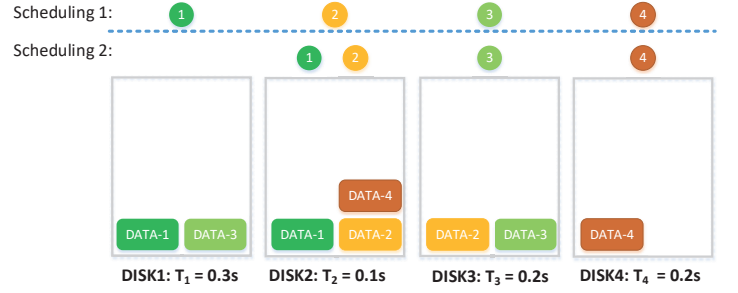 Scheduling 1: 1 2 3 4
Scheduling 2: 1 2 3 4
DATA-4
DATA-1 DATA-3 DATA-1 DATA-2 DATA-2 DATA-3 DATA-4
DISK1: T₁ = 0.3s DISK2: T₂ = 0.1s DISK3: T₃ = 0.2s DISK4: T₄ = 0.2s